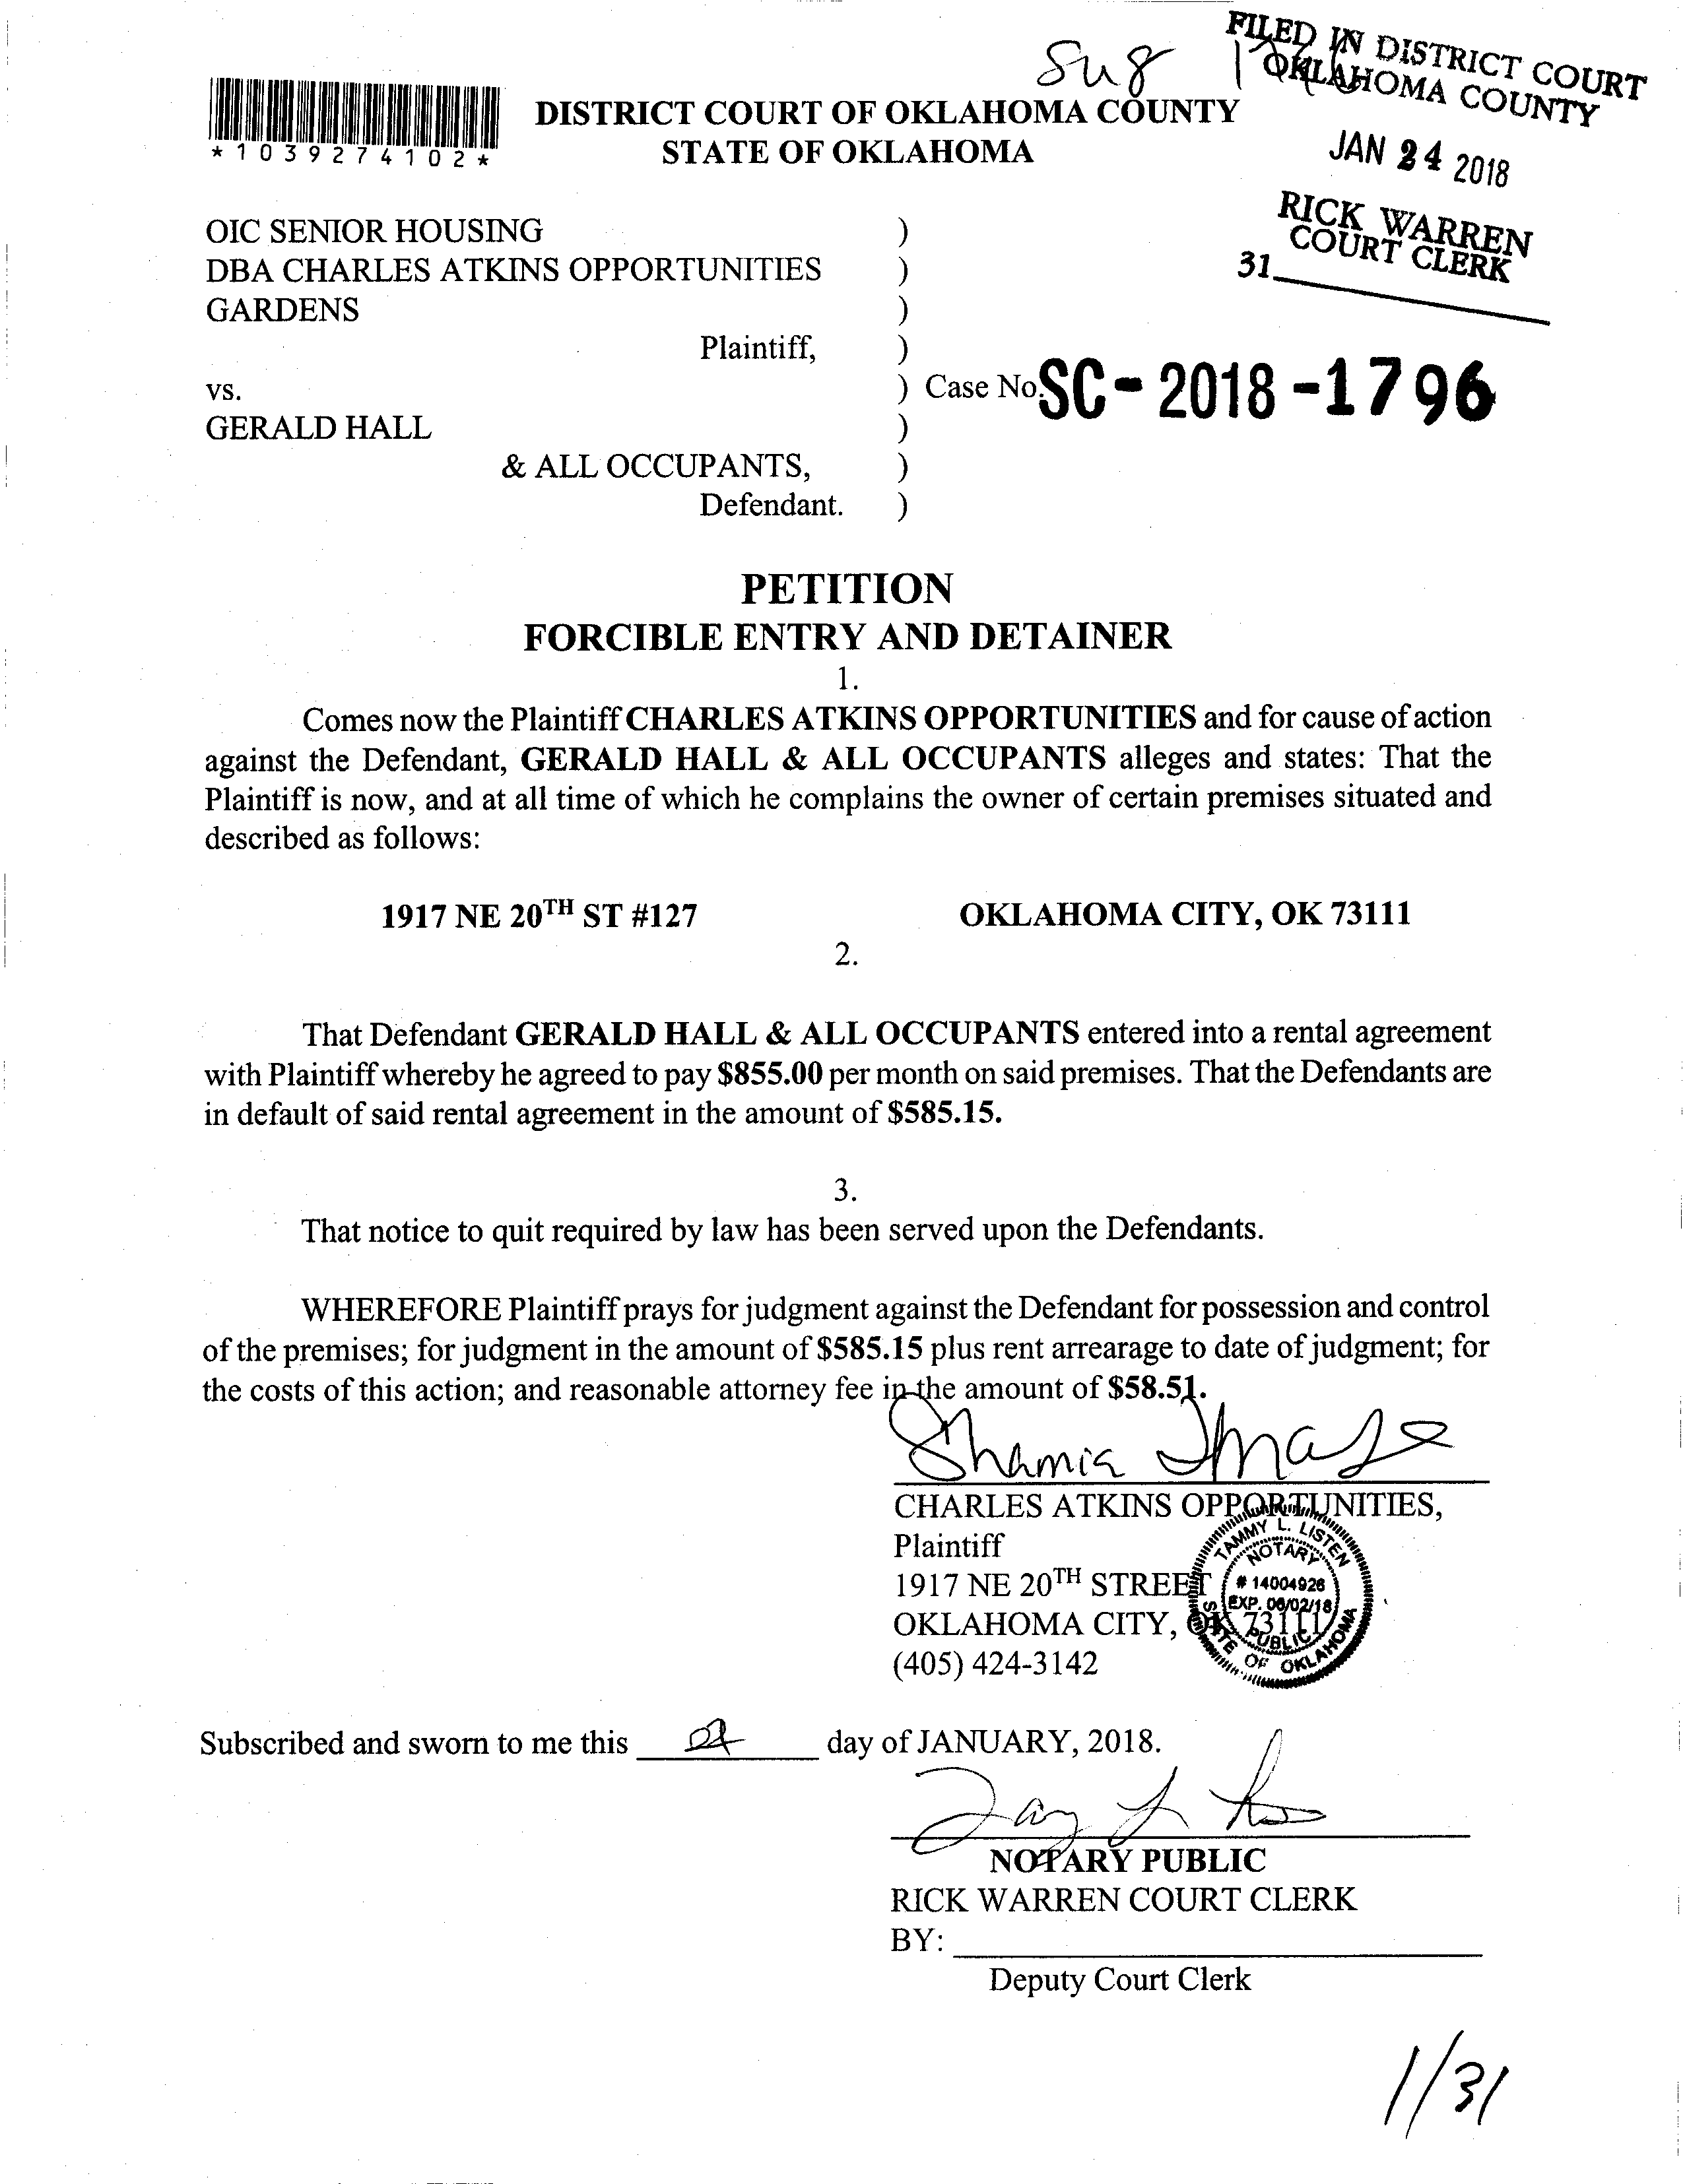 FILED IN DISTRICT COURT
OKLAHOMA COUNTY
JAN 24 2018
RICK WARREN
COURT CLERK
31
*1039274102*
DISTRICT COURT OF OKLAHOMA COUNTY
STATE OF OKLAHOMA
OIC SENIOR HOUSING )
DBA CHARLES ATKINS OPPORTUNITIES )
GARDENS )
Plaintiff, )
vs. ) Case No. SC-2018-1796
GERALD HALL )
& ALL OCCUPANTS, )
Defendant. )
PETITION
FORCIBLE ENTRY AND DETAINER
1.
Comes now the Plaintiff CHARLES ATKINS OPPORTUNITIES and for cause of action
against the Defendant, GERALD HALL & ALL OCCUPANTS alleges and states: That the
Plaintiff is now, and at all time of which he complains the owner of certain premises situated and
described as follows:
1917 NE 20TH ST #127 OKLAHOMA CITY, OK 73111
2.
That Defendant GERALD HALL & ALL OCCUPANTS entered into a rental agreement
with Plaintiff whereby he agreed to pay $855.00 per month on said premises. That the Defendants are
in default of said rental agreement in the amount of $585.15.
3.
That notice to quit required by law has been served upon the Defendants.
WHEREFORE Plaintiff prays for judgment against the Defendant for possession and control
of the premises; for judgment in the amount of $585.15 plus rent arrearage to date of judgment; for
the costs of this action; and reasonable attorney fee in the amount of $58.51.
Shamia
CHARLES ATKINS OPPORTUNITIES,
Plaintiff
1917 NE 20TH STREET
OKLAHOMA CITY, OK 73111
(405) 424-3142
TAMMY L. LISTEN
NOTARY
# 14004926
EXP. 06/02/18
PUBLIC
STATE OF OKLAHOMA
Subscribed and sworn to me this day of JANUARY, 2018.
NOTARY PUBLIC
RICK WARREN COURT CLERK
BY:
Deputy Court Clerk
1/31